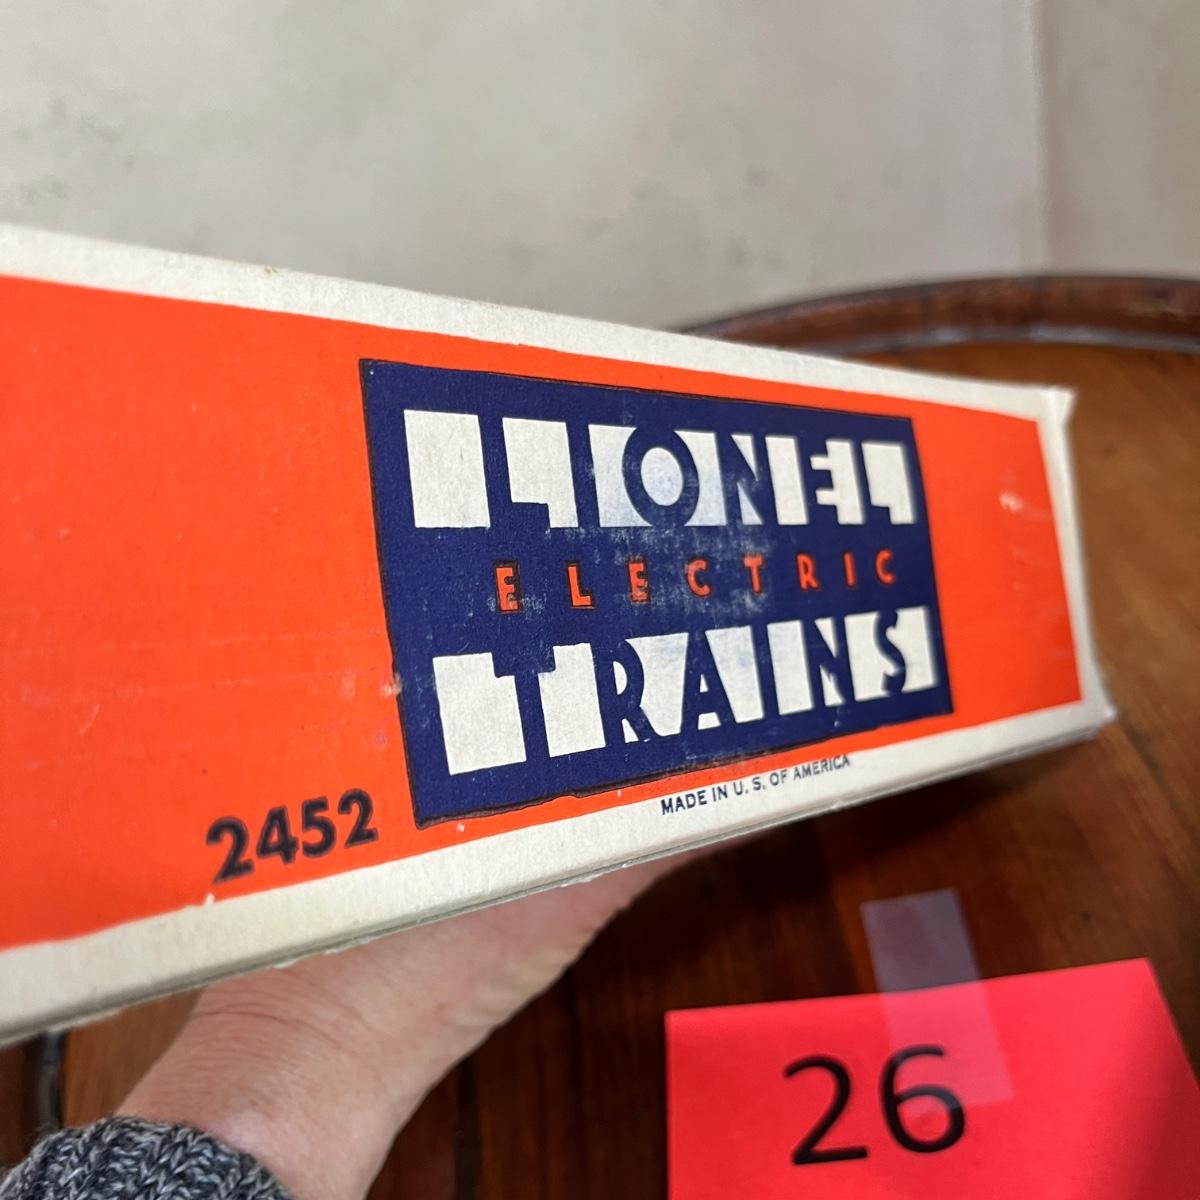 LIONEL
ELECTRIC
TRAINS
2452
MADE IN U. S. OF AMERICA
26